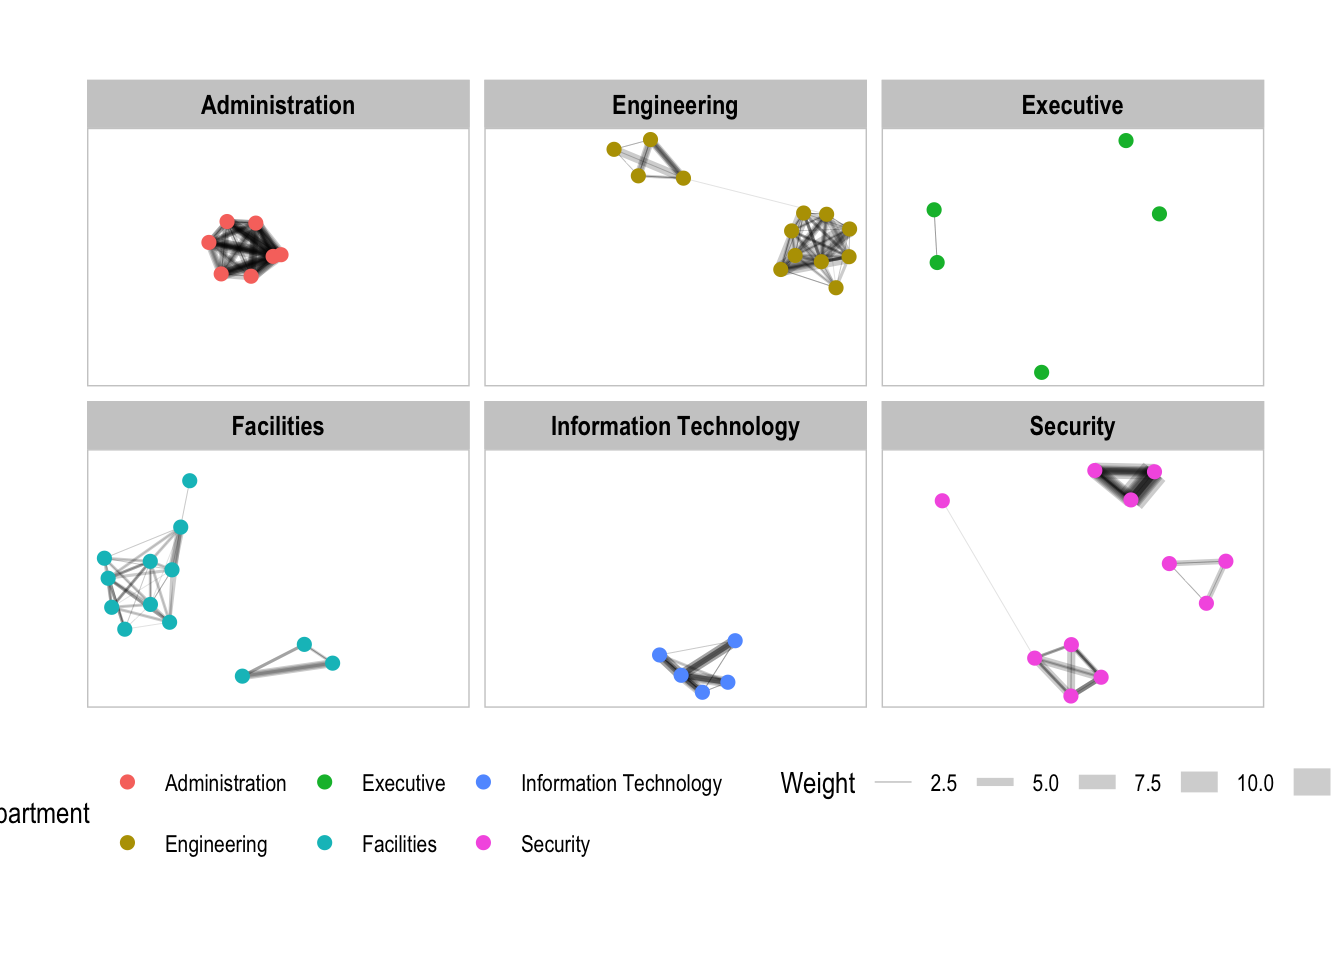 Administration
Engineering
Executive
Facilities
Information Technology
Security
partment
Administration
Executive
Information Technology
Engineering
Facilities
Security
Weight
2.5
5.0
7.5
10.0